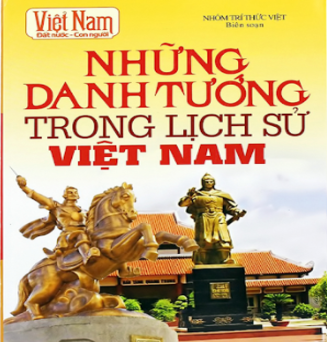 Việt Nam
Đất nước - Con người
NHÓM TRÍ THỨC VIỆT
Biên soạn
NHỮNG
DANH TƯỚNG
TRONG LỊCH SỬ
VIỆT NAM